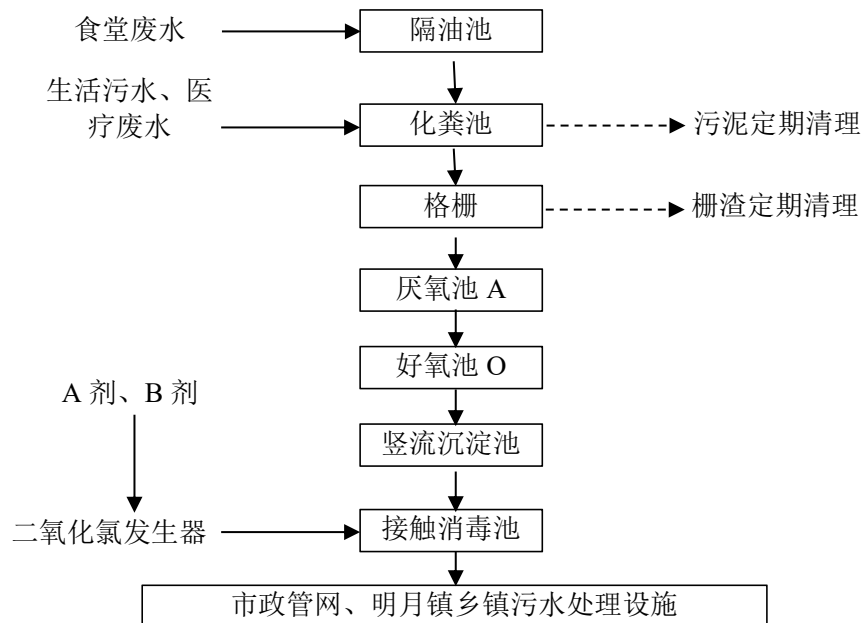 食堂废水
隔油池
生活污水、医
疗废水
化粪池
污泥定期清理
格栅
栅渣定期清理
厌氧池 A
好氧池 O
A 剂、B 剂
竖流沉淀池
二氧化氯发生器
接触消毒池
市政管网、明月镇乡镇污水处理设施